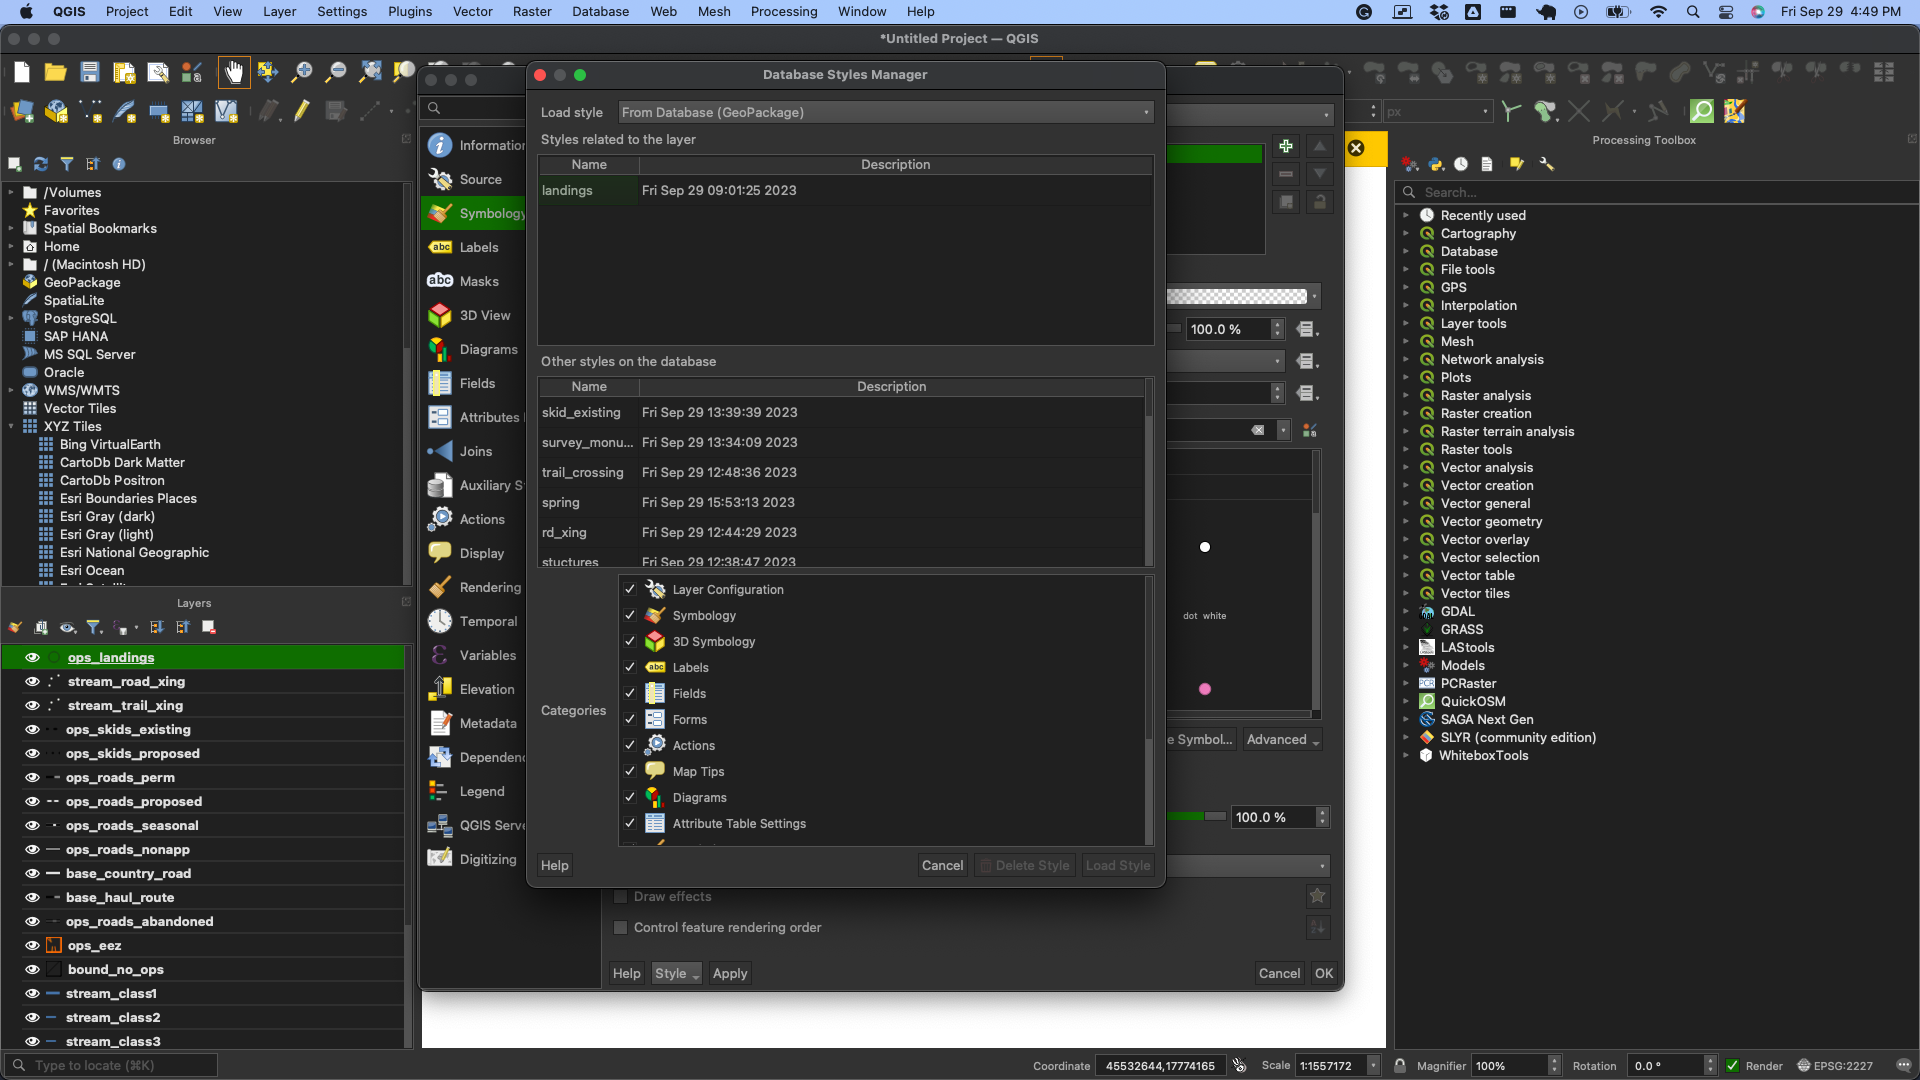 QGIS Project Edit View Layer Settings Plugins Vector Raster Database Web Mesh Processing Window Help Fri Sep 29 4:49 PM
*Untitled Project — QGIS
Database Styles Manager
Load style From Database (GeoPackage)
Styles related to the layer
Name Description
landings Fri Sep 29 09:01:25 2023
Other styles on the database
Name Description
skid_existing Fri Sep 29 13:39:39 2023
survey_monu... Fri Sep 29 13:34:09 2023
trail_crossing Fri Sep 29 12:48:36 2023
spring Fri Sep 29 15:53:13 2023
rd_xing Fri Sep 29 12:44:29 2023
stuctures Fri Sep 29 12:38:47 2023
Categories
Layer Configuration
Symbology
3D Symbology
abc Labels
Fields
Forms
Actions
Map Tips
Diagrams
Attribute Table Settings
Help Cancel Delete Style Load Style
Browser
/Volumes
Favorites
Spatial Bookmarks
Home
/ (Macintosh HD)
GeoPackage
SpatiaLite
PostgreSQL
SAP HANA
MS SQL Server
Oracle
WMS/WMTS
Vector Tiles
XYZ Tiles
Bing VirtualEarth
CartoDb Dark Matter
CartoDb Positron
Esri Boundaries Places
Esri Gray (dark)
Esri Gray (light)
Esri National Geographic
Esri Ocean
Layers
ops_landings
stream_road_xing
stream_trail_xing
ops_skids_existing
ops_skids_proposed
ops_roads_perm
ops_roads_proposed
ops_roads_seasonal
ops_roads_nonapp
base_country_road
base_haul_route
ops_roads_abandoned
ops_eez
bound_no_ops
stream_class1
stream_class2
stream_class3
Information
Source
Symbology
abc Labels
abc Masks
3D View
Diagrams
Fields
Attributes
Joins
Auxiliary S
Actions
Display
Rendering
Temporal
Variables
Elevation
Metadata
Dependenc
Legend
QGIS Serve
Digitizing
px
100.0 %
dot white
e Symbol... Advanced
100.0 %
Draw effects
Control feature rendering order
Help Style Apply Cancel OK
Processing Toolbox
Search...
Recently used
Cartography
Database
File tools
GPS
Interpolation
Layer tools
Mesh
Network analysis
Plots
Raster analysis
Raster creation
Raster terrain analysis
Raster tools
Vector analysis
Vector creation
Vector general
Vector geometry
Vector overlay
Vector selection
Vector table
Vector tiles
GDAL
GRASS
LAStools
Models
PCR PCRaster
QuickOSM
SAGA Next Gen
SLYR (community edition)
WhiteboxTools
Type to locate (⌘K) Coordinate 45532644,17774165 Scale 1:1557172 Magnifier 100% Rotation 0.0 ° Render EPSG:2227